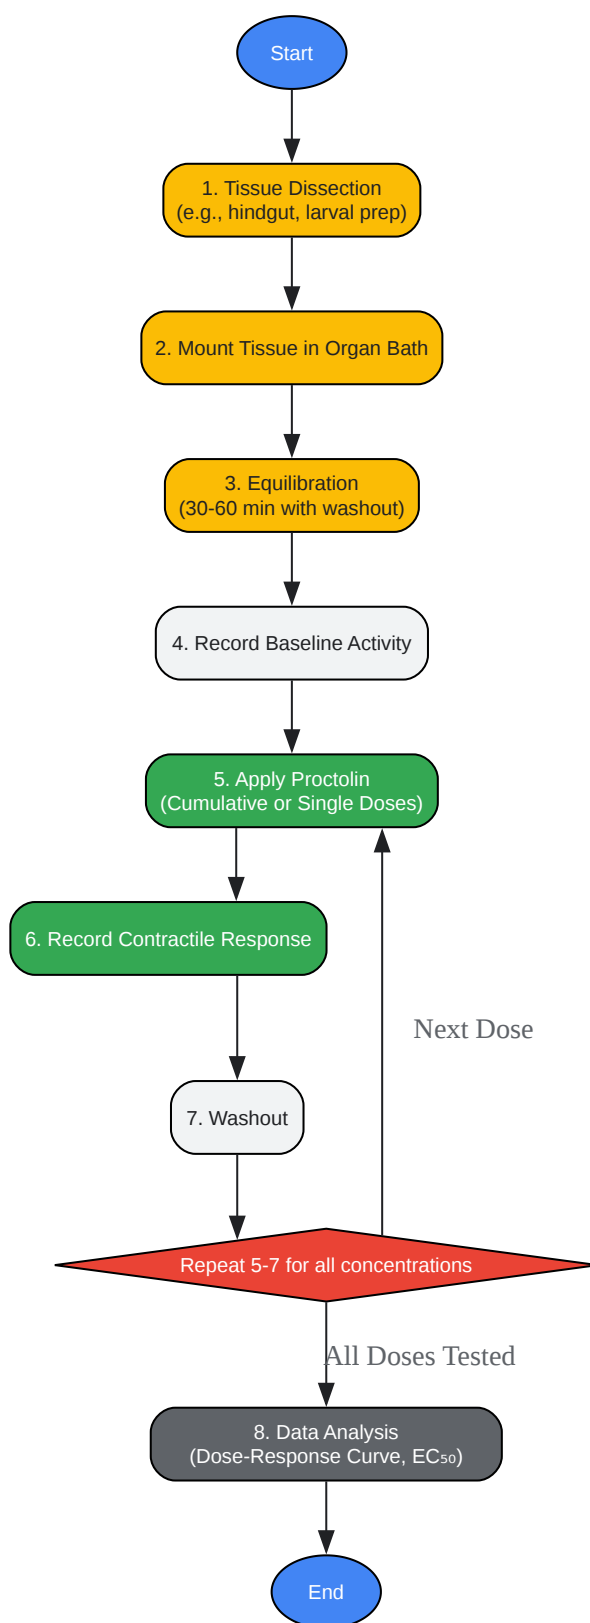 Start
1. Tissue Dissection
(e.g., hindgut, larval prep)
2. Mount Tissue in Organ Bath
3. Equilibration
(30-60 min with washout)
4. Record Baseline Activity
5. Apply Proctolin
(Cumulative or Single Doses)
6. Record Contractile Response
Next Dose
7. Washout
Repeat 5-7 for all concentrations
All Doses Tested
8. Data Analysis
(Dose-Response Curve, EC₅₀)
End